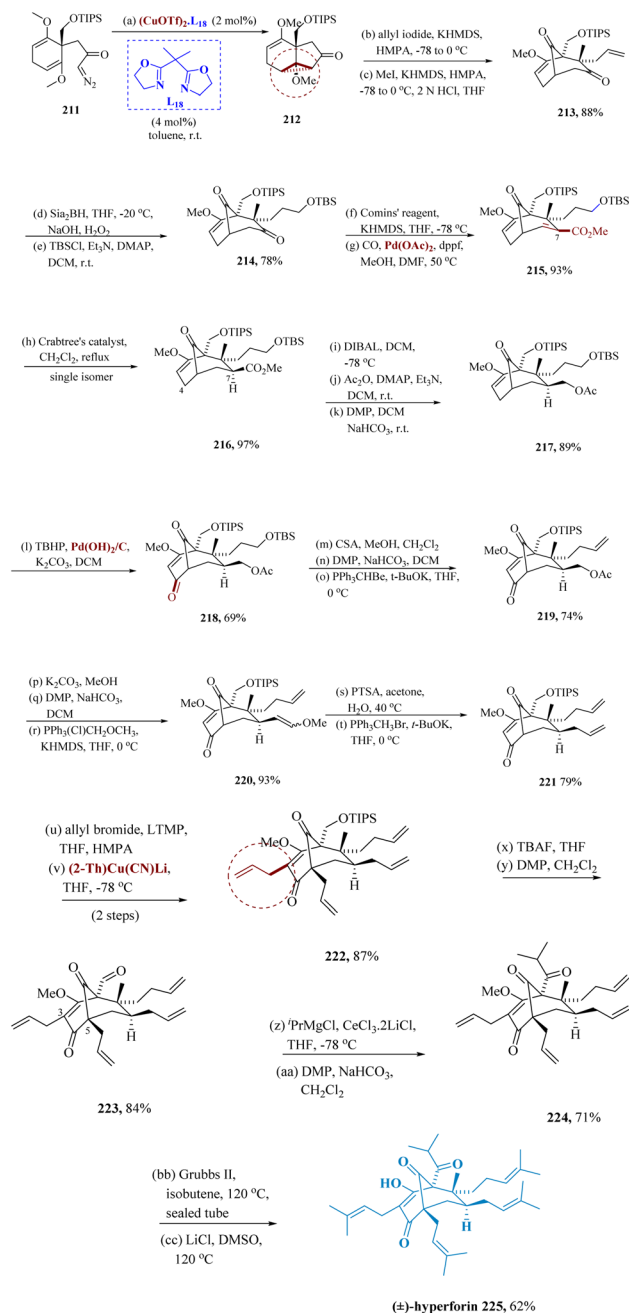 OTIPS
O
O
N2
O
211
(a) (CuOTf)2.L18 (2 mol%)
O
O
N
N
L18
(4 mol%)
toluene, r.t.
OMe
OTIPS
O
OMe
212
(b) allyl iodide, KHMDS,
HMPA, -78 to 0 °C
(c) MeI, KHMDS, HMPA,
-78 to 0 °C, 2 N HCl, THF
O
OTIPS
MeO
O
213, 88%
(d) Sia2BH, THF, -20 °C,
NaOH, H2O2
(e) TBSCl, Et3N, DMAP,
DCM, r.t.
O
OTIPS
MeO
OTBS
O
214, 78%
(f) Comins' reagent,
KHMDS, THF, -78 °C
(g) CO, Pd(OAc)2, dppf,
MeOH, DMF, 50 °C
O
OTIPS
MeO
OTBS
7
CO2Me
215, 93%
(h) Crabtree's catalyst,
CH2Cl2, reflux
single isomer
O
OTIPS
MeO
OTBS
4
7
CO2Me
H
216, 97%
(i) DIBAL, DCM,
-78 °C
(j) Ac2O, DMAP, Et3N,
DCM, r.t.
(k) DMP, DCM
NaHCO3, r.t.
O
OTIPS
MeO
OTBS
OAc
H
217, 89%
(l) TBHP, Pd(OH)2/C,
K2CO3, DCM
O
OTIPS
MeO
OTBS
OAc
H
O
218, 69%
(m) CSA, MeOH, CH2Cl2
(n) DMP, NaHCO3, DCM
(o) PPh3CHBe, t-BuOK, THF,
0 °C
O
OTIPS
MeO
OAc
H
O
219, 74%
(p) K2CO3, MeOH
(q) DMP, NaHCO3,
DCM
(r) PPh3(Cl)CH2OCH3,
KHMDS, THF, 0 °C
O
OTIPS
MeO
OMe
H
O
220, 93%
(s) PTSA, acetone,
H2O, 40 °C
(t) PPh3CH3Br, t-BuOK,
THF, 0 °C
O
OTIPS
MeO
H
O
221 79%
(u) allyl bromide, LTMP,
THF, HMPA
(v) (2-Th)Cu(CN)Li,
THF, -78 °C
(2 steps)
O
OTIPS
MeO
H
O
222, 87%
(x) TBAF, THF
(y) DMP, CH2Cl2
O
O
MeO
3
5
H
O
223, 84%
(z) iPrMgCl, CeCl3.2LiCl,
THF, -78 °C
(aa) DMP, NaHCO3,
CH2Cl2
O
O
MeO
H
O
224, 71%
(bb) Grubbs II,
isobutene, 120 °C,
sealed tube
(cc) LiCl, DMSO,
120 °C
O
O
HO
H
O
(±)-hyperforin 225, 62%